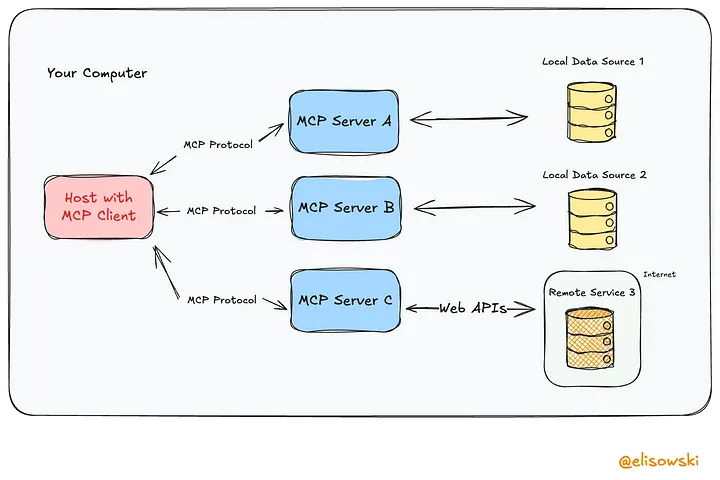 Your Computer
Local Data Source 1
MCP Server A
MCP Protocol
Local Data Source 2
Host with
MCP Client
MCP Protocol
MCP Server B
Internet
Remote Service 3
MCP Protocol
MCP Server C
Web APIs
@elisowski